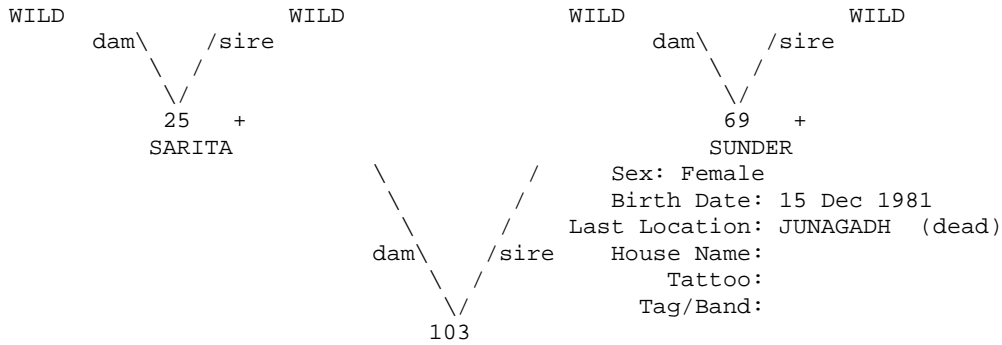 WILD WILD WILD WILD
dam\ /sire dam\ /sire
\ / \ /
\/ \/
25 + 69 +
SARITA SUNDER
\ / Sex: Female
\ / Birth Date: 15 Dec 1981
\ / Last Location: JUNAGADH (dead)
dam\ /sire House Name:
\ / Tattoo:
\/ Tag/Band:
103